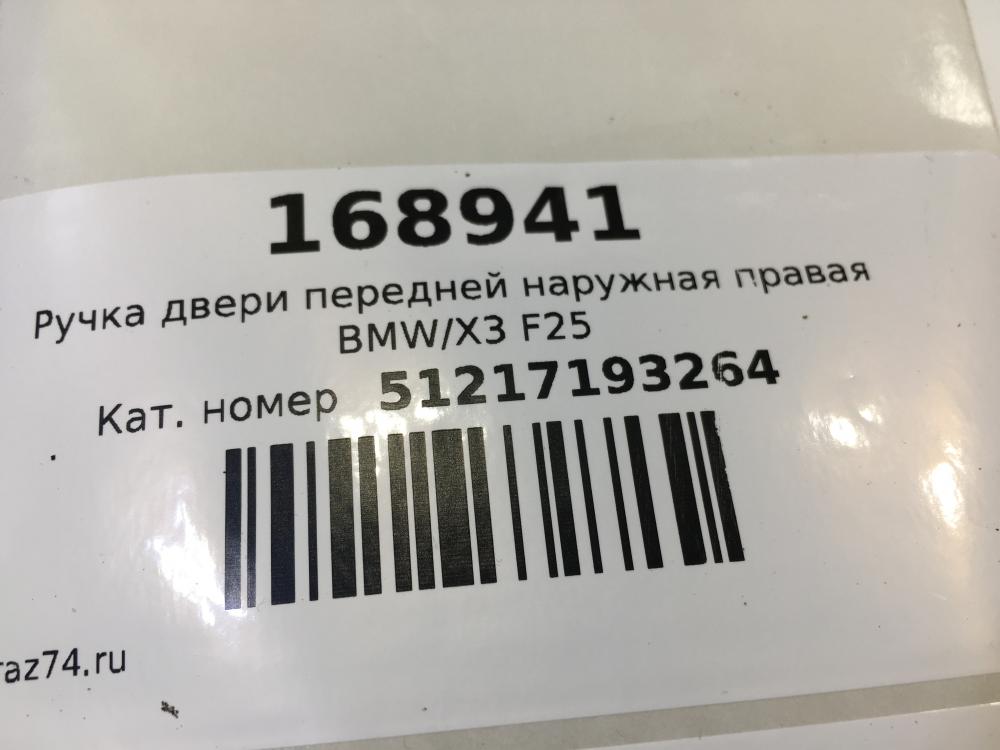 168941
Ручка двери передней наружная правая
BMW/X3 F25
Кат. номер 51217193264
raz74.ru